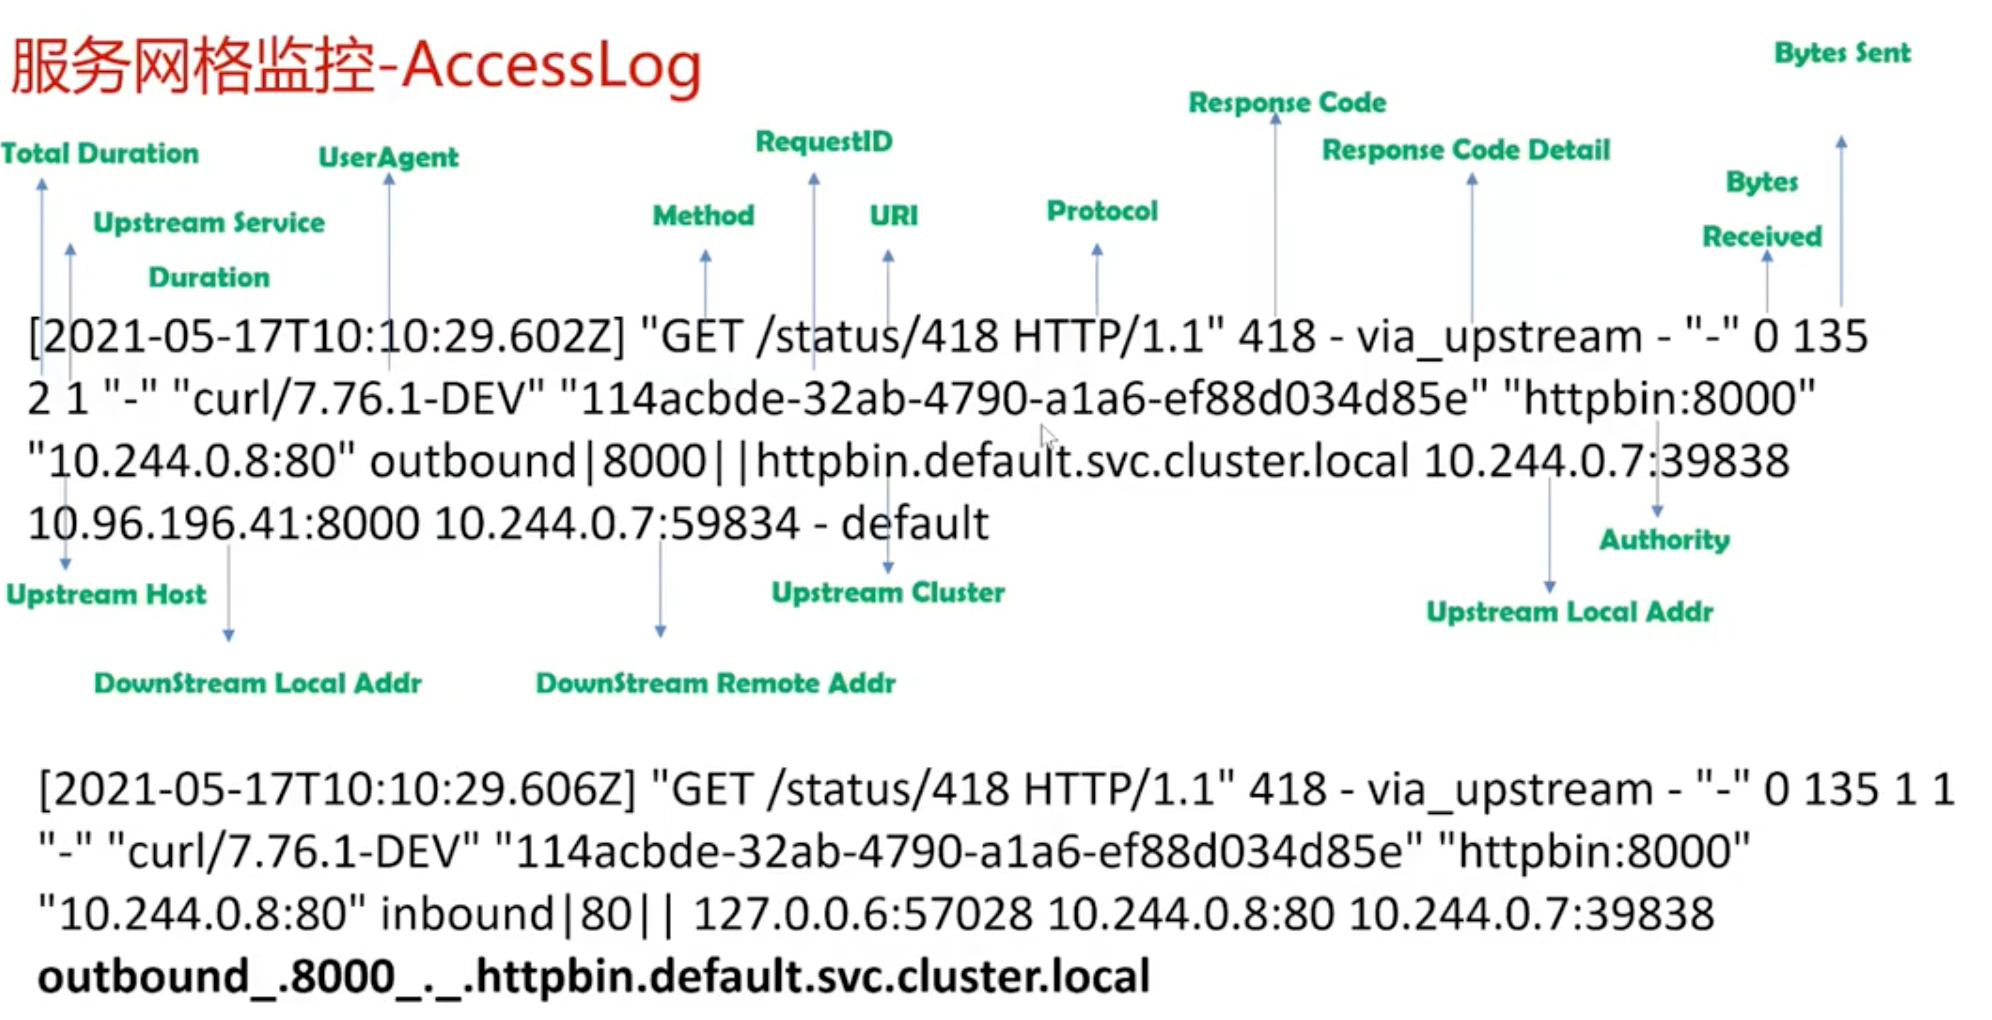 服务网格监控-AccessLog
Bytes Sent
Response Code
Total Duration
UserAgent
RequestID
Response Code Detail
Bytes
Received
Upstream Service
Duration
Method
URI
Protocol
[2021-05-17T10:10:29.602Z] "GET /status/418 HTTP/1.1" 418 - via_upstream - "-" 0 135
2 1 "-" "curl/7.76.1-DEV" "114acbde-32ab-4790-a1a6-ef88d034d85e" "httpbin:8000"
"10.244.0.8:80" outbound|8000||httpbin.default.svc.cluster.local 10.244.0.7:39838
10.96.196.41:8000 10.244.0.7:59834 - default
Authority
Upstream Host
Upstream Cluster
Upstream Local Addr
DownStream Local Addr
DownStream Remote Addr
[2021-05-17T10:10:29.606Z] "GET /status/418 HTTP/1.1" 418 - via_upstream - "-" 0 135 1 1
"-" "curl/7.76.1-DEV" "114acbde-32ab-4790-a1a6-ef88d034d85e" "httpbin:8000"
"10.244.0.8:80" inbound|80|| 127.0.0.6:57028 10.244.0.8:80 10.244.0.7:39838
outbound_.8000_._.httpbin.default.svc.cluster.local